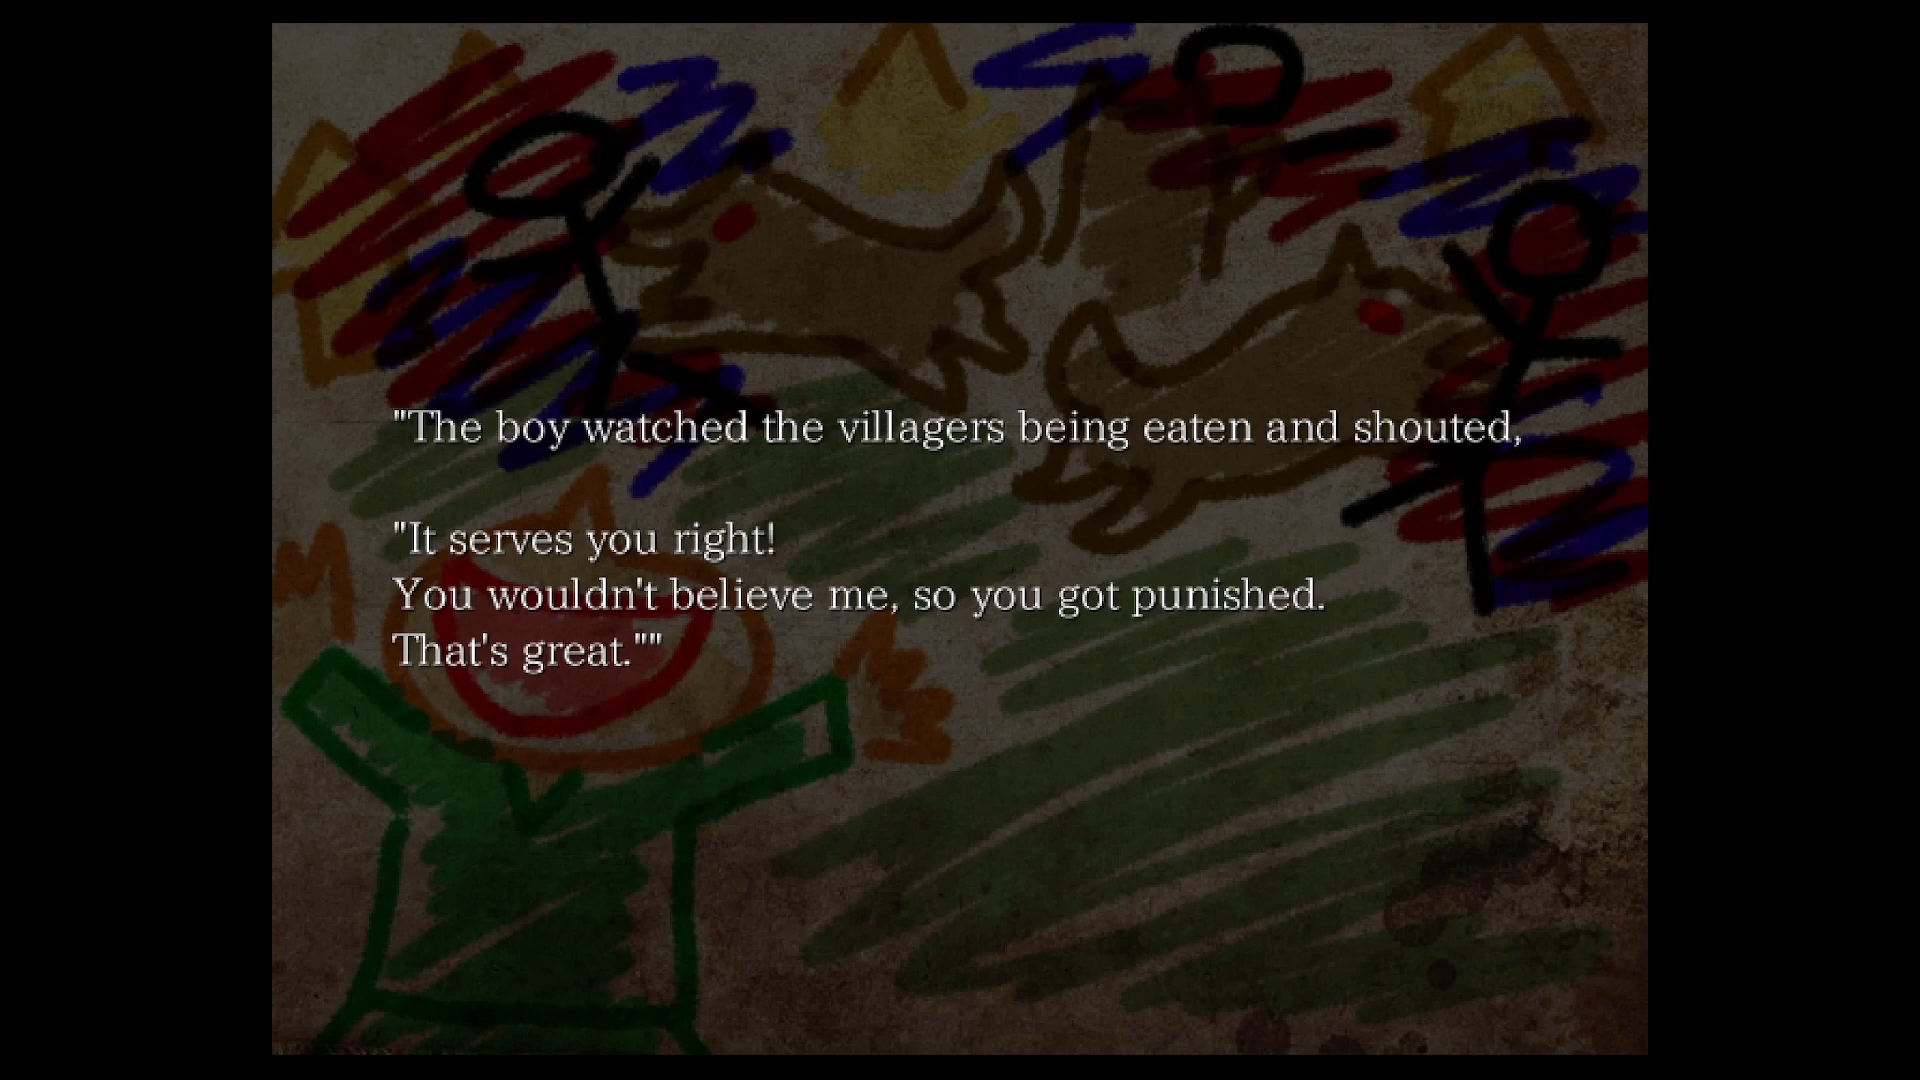 "The boy watched the villagers being eaten and shouted,
"It serves you right!
You wouldn't believe me, so you got punished.
That's great.""